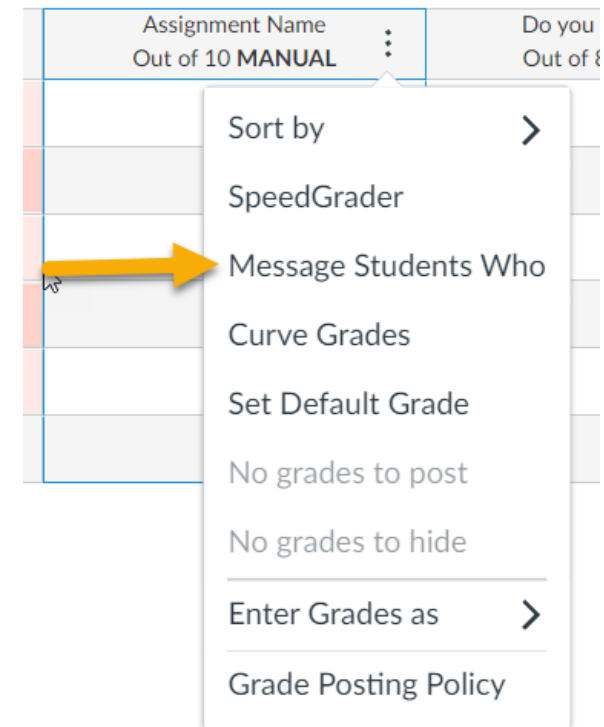 Assignment Name
Out of 10 MANUAL
Do you
Out of 8
Sort by
SpeedGrader
Message Students Who
Curve Grades
Set Default Grade
No grades to post
No grades to hide
Enter Grades as
Grade Posting Policy